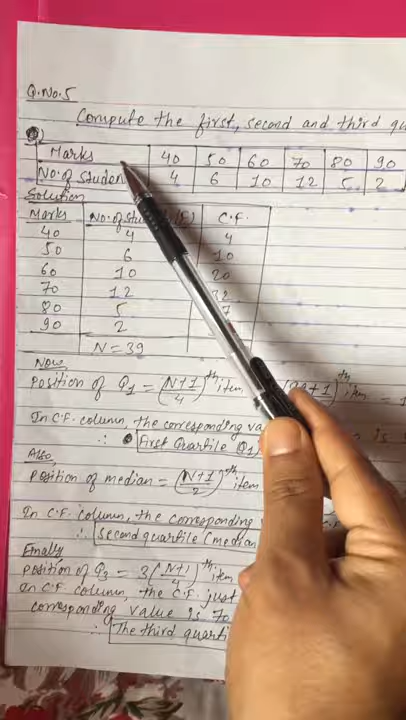 Q.No.5
Compute the first, second and third
Marks 40 50 60 70 80 90
No. of Studen 4 6 10 12 5 2
Solution
Marks No. of C.F.
40 4 4
50 6 10
60 10 20
70 12 32
80 5 7
90 2
N = 39
Now,
Position of Q1 = (N+1/4)th item
In C.F. column, the corresponding is
∴ First Quartile Q1
Also,
Position of median = (N+1/2)th item
In C.F. column, the corresponding
∴ Second quartile (median
Finally
position of Q3 = 3(N+1/4)th item
In C.F. column, the C.F. just
corresponding value is 70
∴ The third quarti